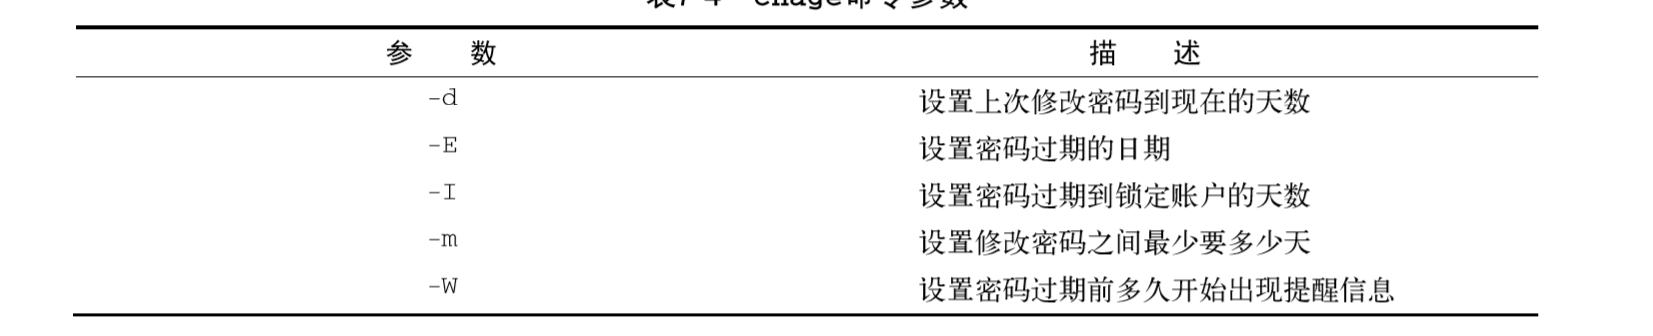 表7-4 chage命令参数
参 数 描 述
-d 设置上次修改密码到现在的天数
-E 设置密码过期的日期
-I 设置密码过期到锁定账户的天数
-m 设置修改密码之间最少要多少天
-W 设置密码过期前多久开始出现提醒信息